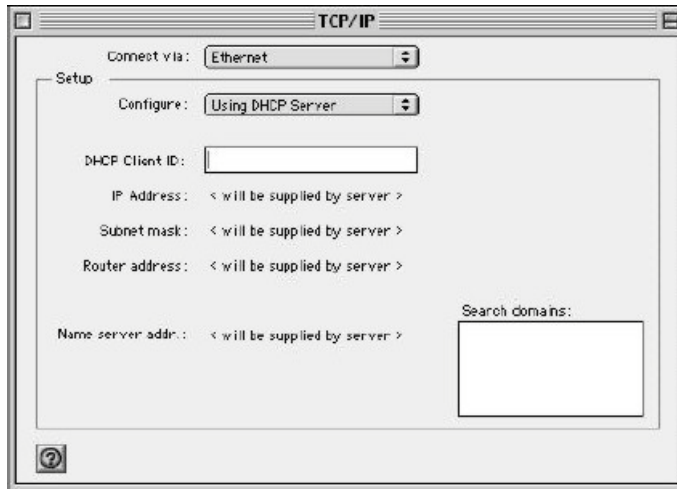 TCP/IP
Connect via: Ethernet
Setup
Configure: Using DHCP Server
DHCP Client ID:
IP Address: < will be supplied by server >
Subnet mask: < will be supplied by server >
Router address: < will be supplied by server >
Search domains:
Name server addr.: < will be supplied by server >
?